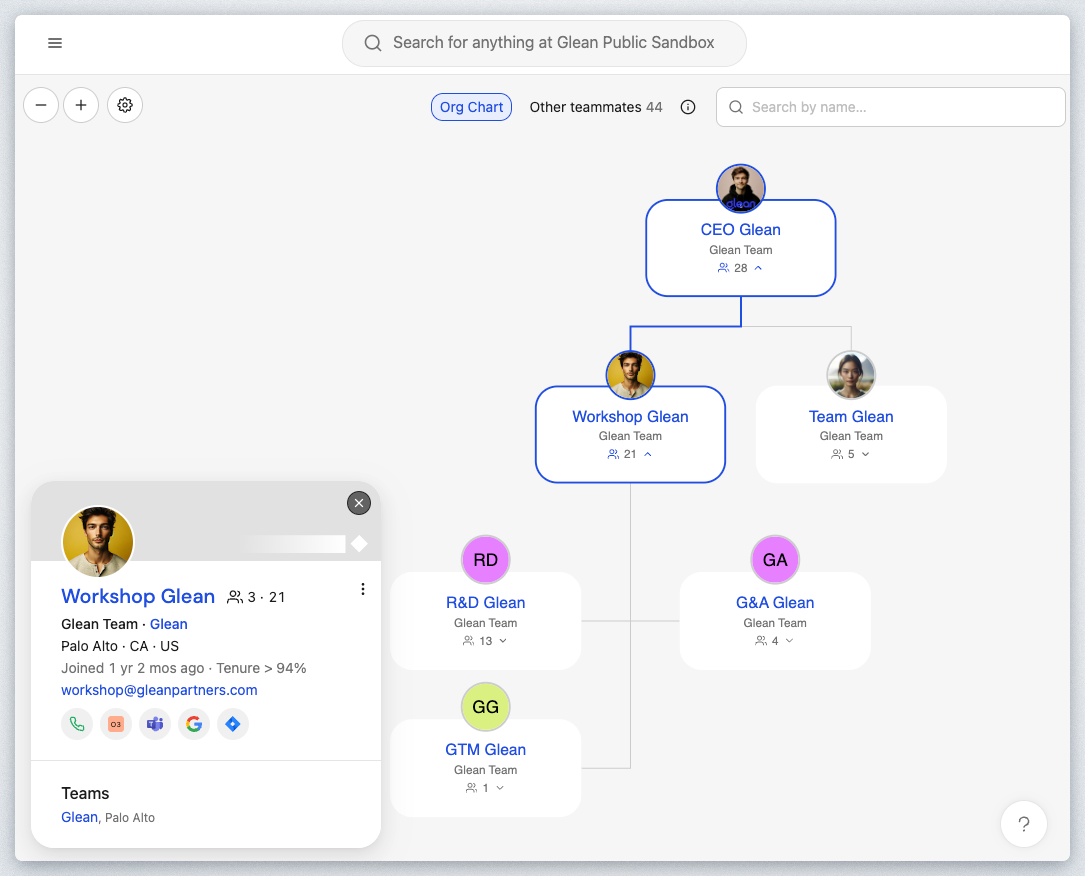 Search for anything at Glean Public Sandbox
Org Chart
Other teammates 44
Search by name...
glean
CEO Glean
Glean Team
28
Workshop Glean
Glean Team
21
Team Glean
Glean Team
5
RD
R&D Glean
Glean Team
13
GA
G&A Glean
Glean Team
4
GG
GTM Glean
Glean Team
1
Workshop Glean 3 · 21
Glean Team · Glean
Palo Alto · CA · US
Joined 1 yr 2 mos ago · Tenure > 94%
workshop@gleanpartners.com
O3
Teams
Glean, Palo Alto
?